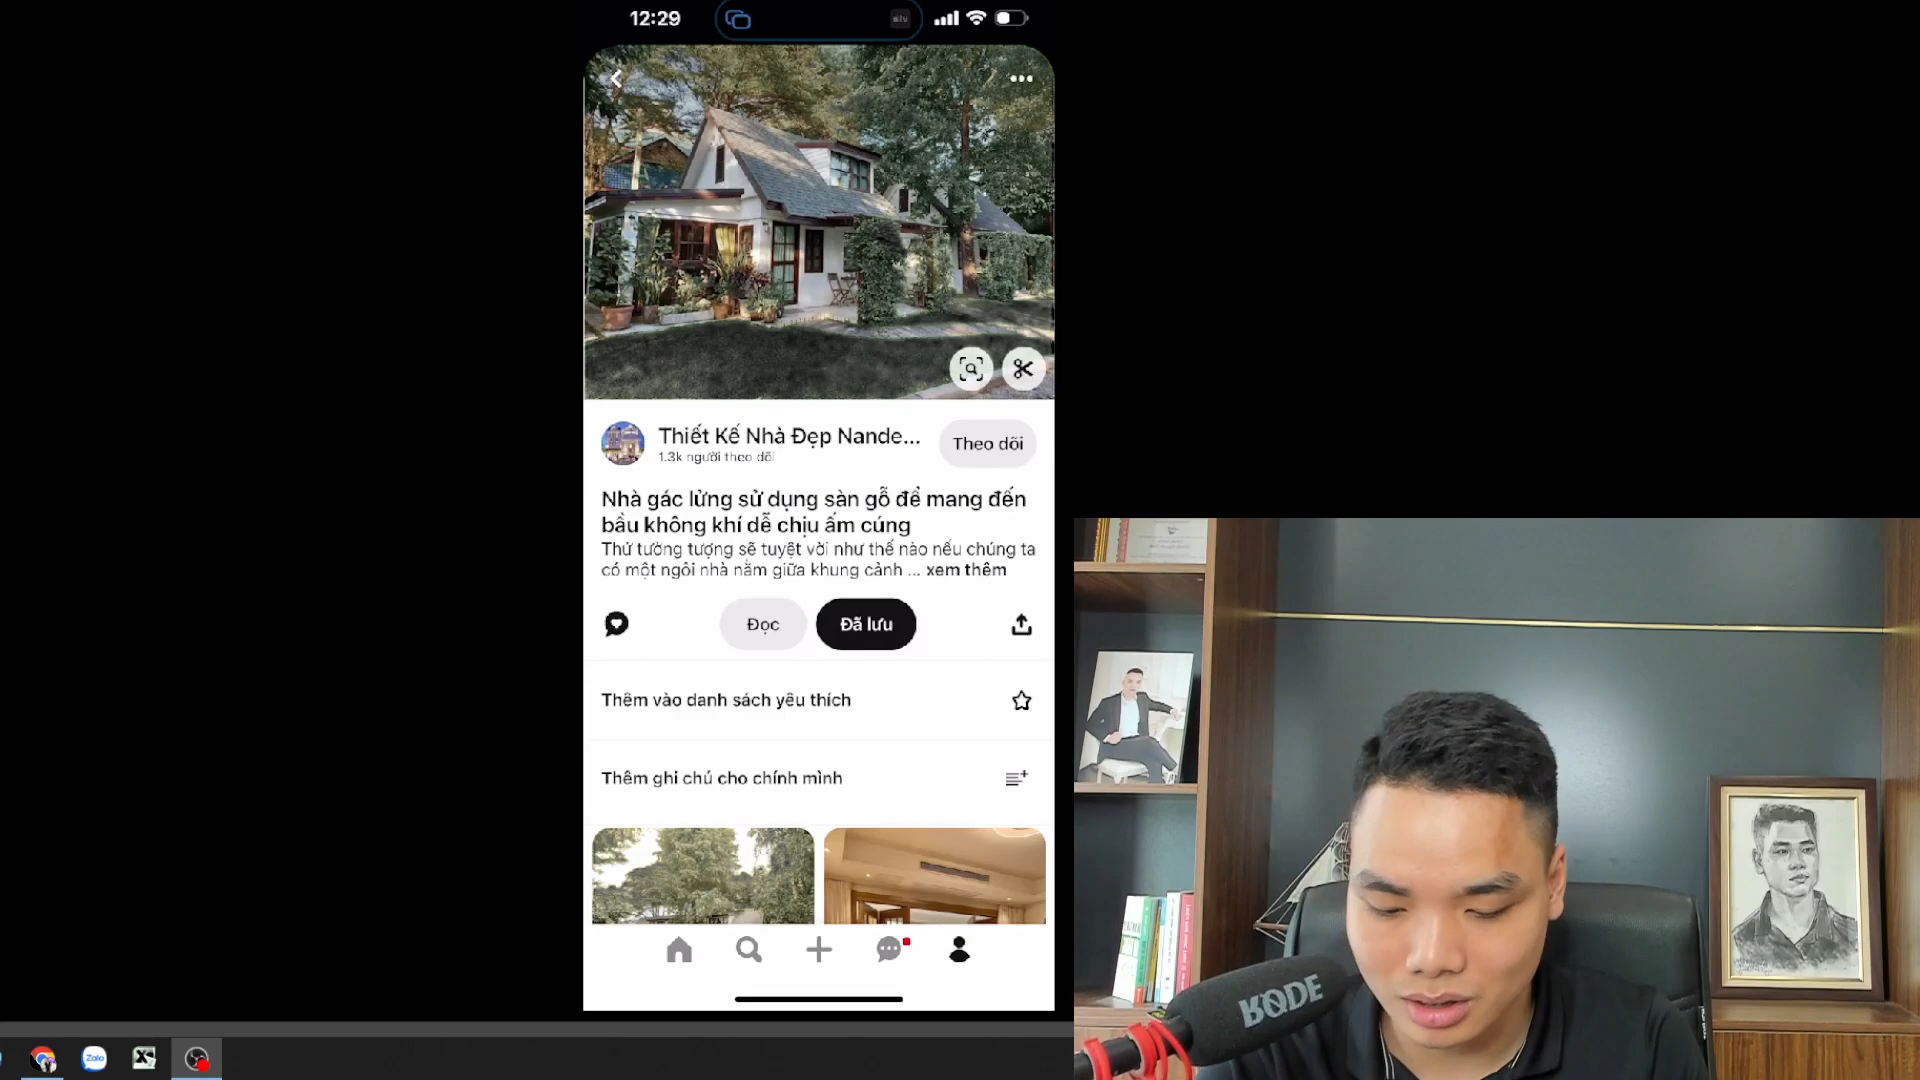 12:29
Thiết Kế Nhà Đẹp Nande...
1.3k người theo dõi
Theo dõi
Nhà gác lửng sử dụng sàn gỗ để mang đến
bầu không khí dễ chịu ấm cúng
Thử tưởng tượng sẽ tuyệt vời như thế nào nếu chúng ta
có một ngôi nhà nằm giữa khung cảnh ... xem thêm
Đọc
Đã lưu
Thêm vào danh sách yêu thích
Thêm ghi chú cho chính mình
RODE
Zalo